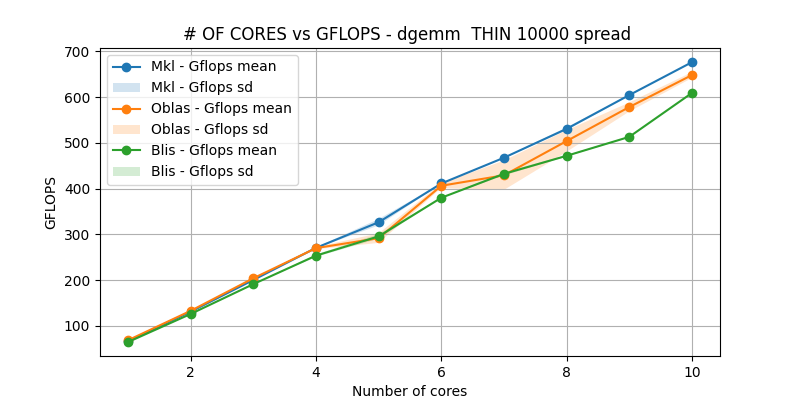 # OF CORES vs GFLOPS - dgemm  THIN 10000 spread
700
600
500
400
300
200
100
GFLOPS
Mkl - Gflops mean
Mkl - Gflops sd
Oblas - Gflops mean
Oblas - Gflops sd
Blis - Gflops mean
Blis - Gflops sd
2 4 6 8 10
Number of cores